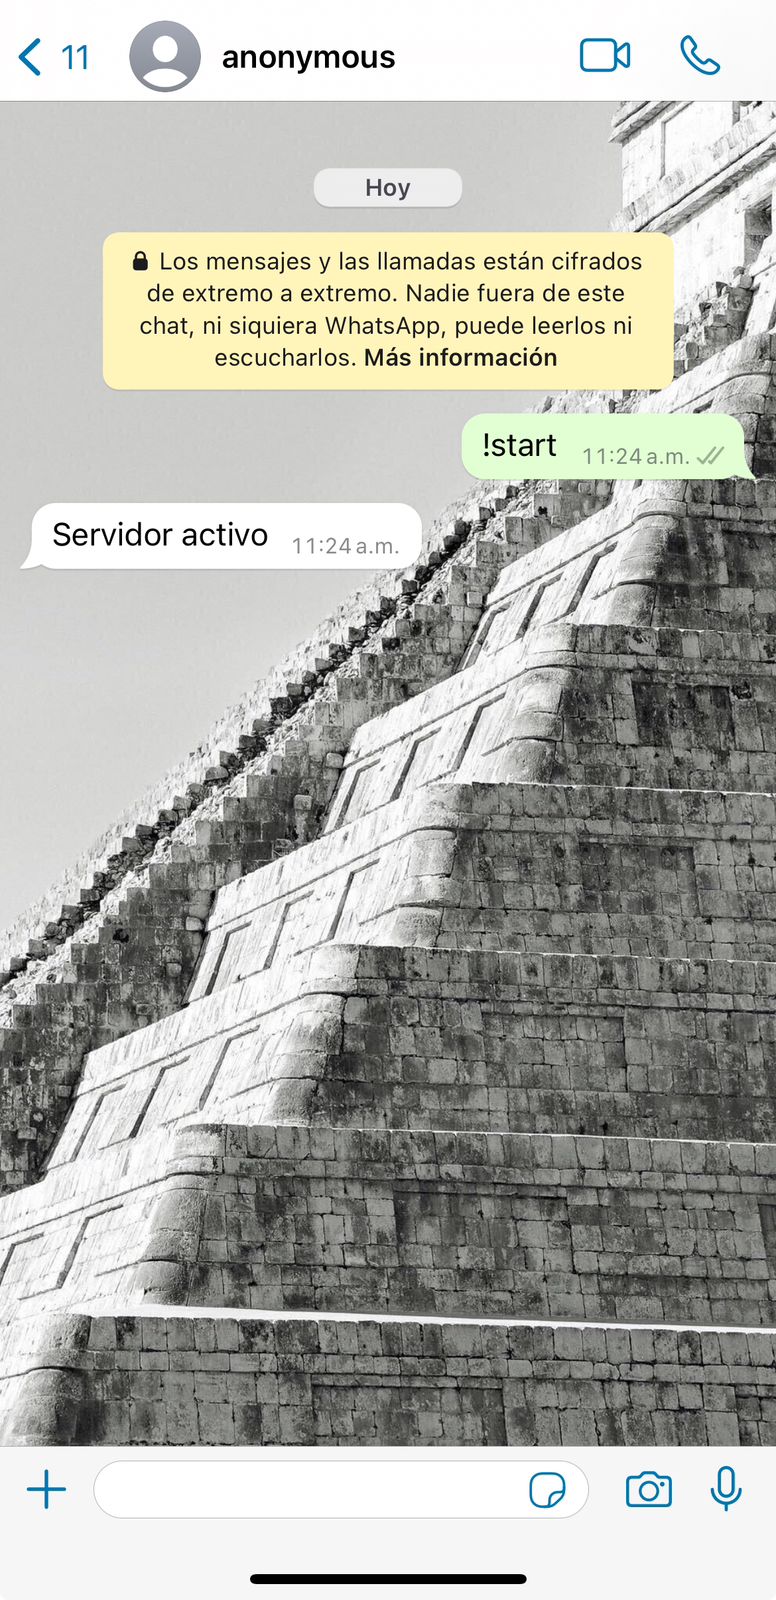 11 anonymous
Hoy
Los mensajes y las llamadas están cifrados
de extremo a extremo. Nadie fuera de este
chat, ni siquiera WhatsApp, puede leerlos ni
escucharlos. Más información
!start 11:24 a.m.
Servidor activo 11:24 a.m.